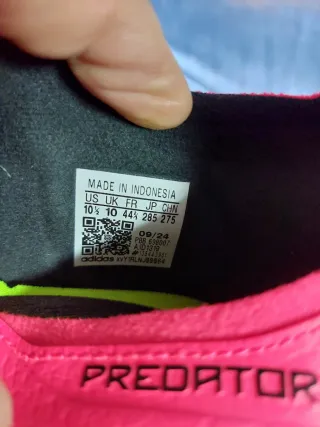 MADE IN INDONESIA
US UK FR JP CHN
10½ 10 44⅔ 285 275
09/24
adidas
PREDATOR